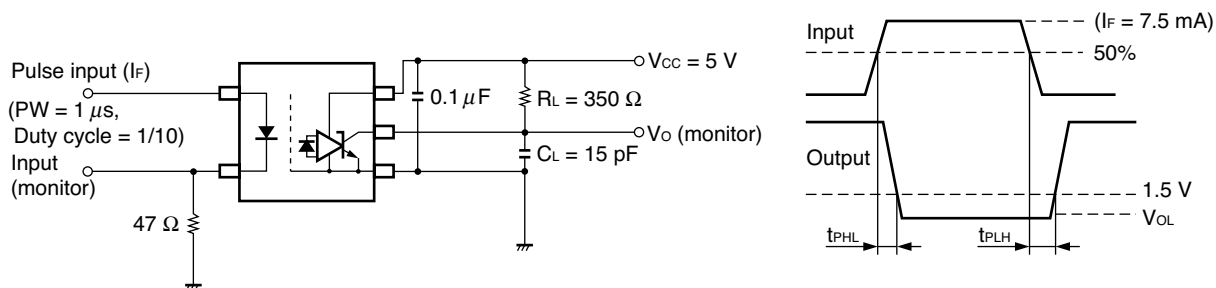 Pulse input (IF)
(PW = 1 μs,
Duty cycle = 1/10)
Input
(monitor)
47 Ω
0.1 μF
VCC = 5 V
RL = 350 Ω
VO (monitor)
CL = 15 pF
Input
(IF = 7.5 mA)
50%
Output
1.5 V
VOL
tPHL
tPLH